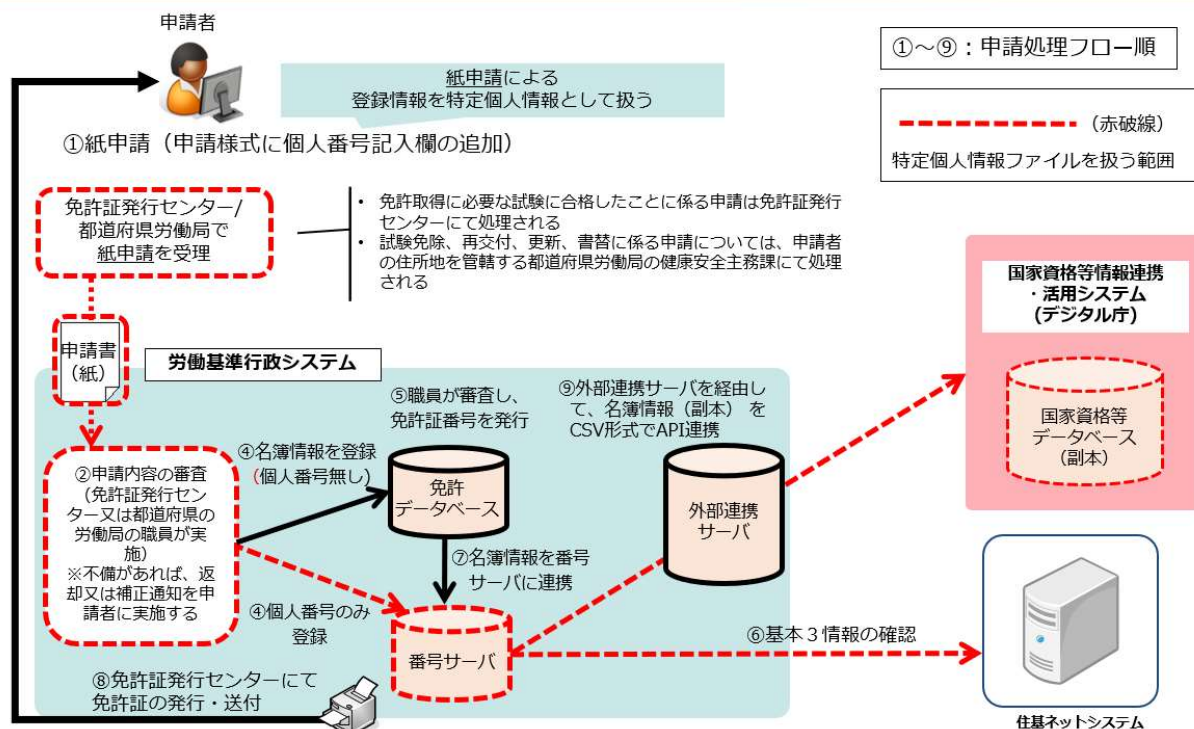 申請者
①～⑨：申請処理フロー順
紙申請による
登録情報を特定個人情報として扱う
（赤破線）
特定個人情報ファイルを扱う範囲
①紙申請（申請様式に個人番号記入欄の追加）
免許証発行センター/
都道府県労働局で
紙申請を受理
• 免許取得に必要な試験に合格したことに係る申請は免許証発行
センターにて処理される
• 試験免除、再交付、更新、書替に係る申請については、申請者
の住所地を管轄する都道府県労働局の健康安全主務課にて処理
される
国家資格等情報連携
・活用システム
(デジタル庁)
国家資格等
データベース
（副本）
申請書
（紙）
労働基準行政システム
⑤職員が審査し、
免許証番号を発行
⑨外部連携サーバを経由し
て、名簿情報（副本） を
CSV形式でAPI連携
②申請内容の審査
(免許証発行セン
ター又は都道府県の
労働局の職員が実
施)
※不備があれば、返
却又は補正通知を申
請者に実施する
④名簿情報を登録
(個人番号無し)
免許
データベース
外部連携
サーバ
⑦名簿情報を番号
サーバに連携
④個人番号のみ
登録
番号サーバ
⑥基本３情報の確認
⑧免許証発行センターにて
免許証の発行・送付
住基ネットシステム